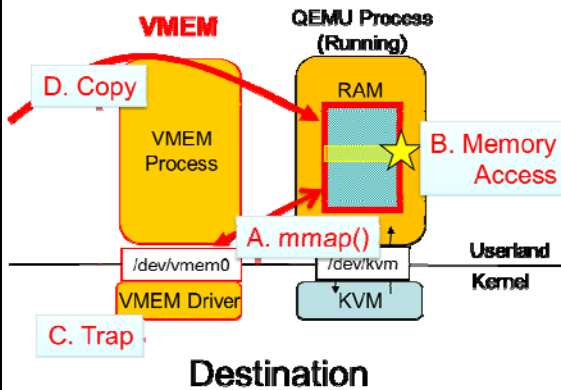 VMEM
QEMU Process
(Running)
D. Copy
RAM
VMEM
Process
B. Memory
Access
A. mmap()
Userland
/dev/vmem0
/dev/kvm
Kernel
VMEM Driver
KVM
C. Trap
Destination